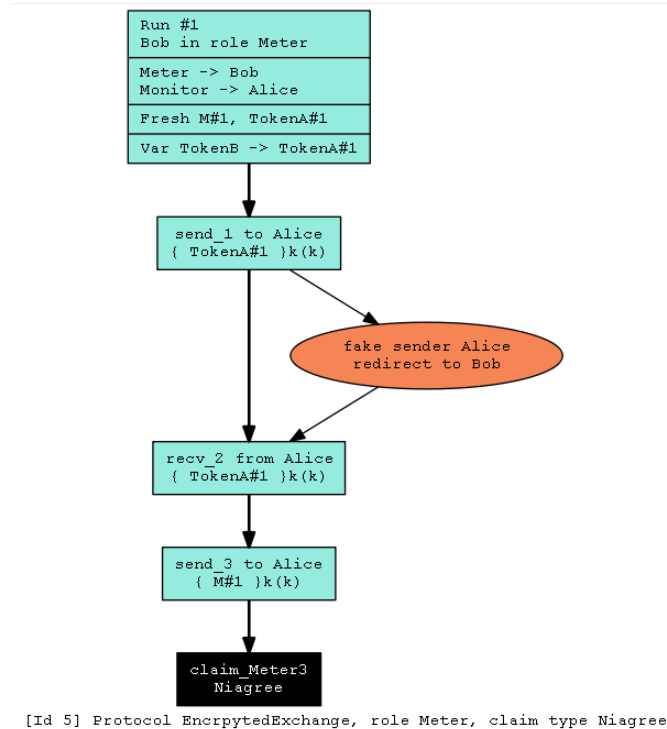 Run #1
Bob in role Meter
Meter -> Bob
Monitor -> Alice
Fresh M#1, TokenA#1
Var TokenB -> TokenA#1
send_1 to Alice
{ TokenA#1 }k(k)
fake sender Alice
redirect to Bob
recv_2 from Alice
{ TokenA#1 }k(k)
send_3 to Alice
{ M#1 }k(k)
claim_Meter3
Niagree
[Id 5] Protocol EncrpytedExchange, role Meter, claim type Niagree